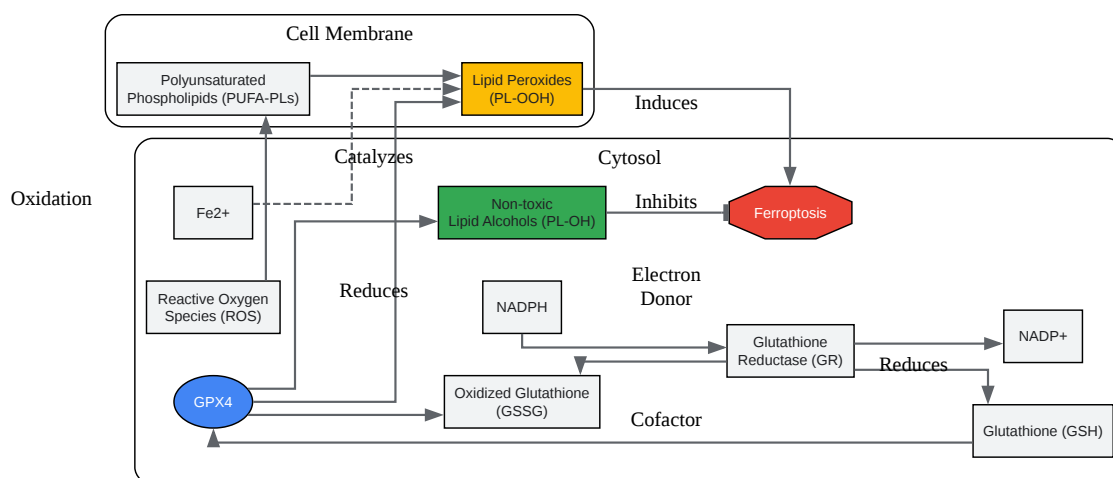 Cell Membrane
Polyunsaturated
Phospholipids (PUFA-PLs)
Lipid Peroxides
(PL-OOH)
Induces
Catalyzes
Cytosol
Oxidation
Fe2+
Non-toxic
Lipid Alcohols (PL-OH)
Inhibits
Ferroptosis
Reactive Oxygen
Species (ROS)
Reduces
NADPH
Electron
Donor
Glutathione
Reductase (GR)
NADP+
Reduces
GPX4
Oxidized Glutathione
(GSSG)
Cofactor
Glutathione (GSH)